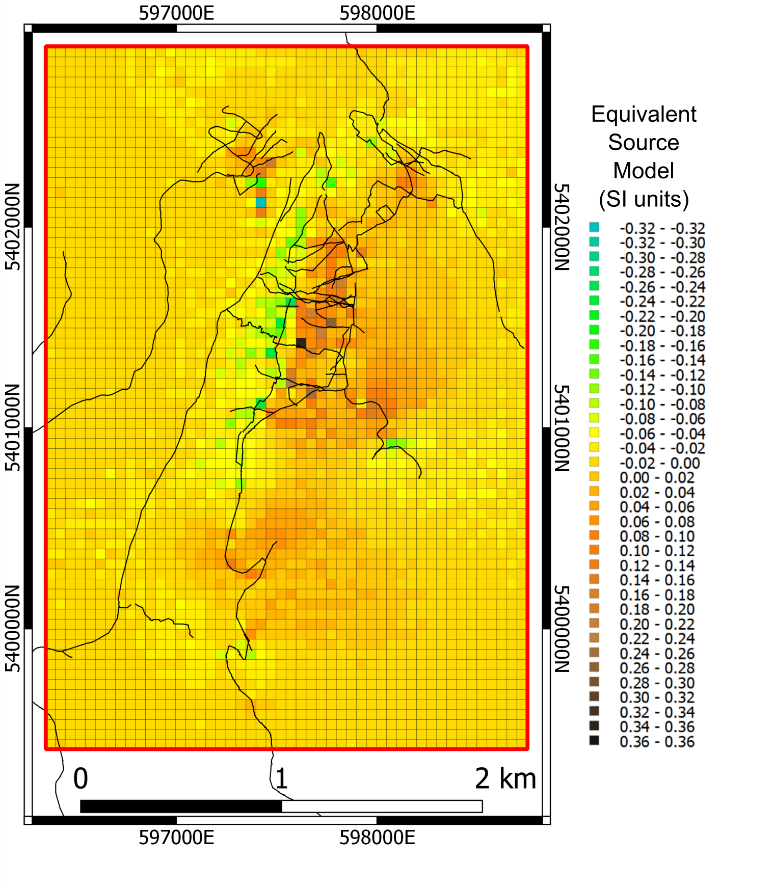 597000E 598000E
Equivalent
Source
Model
(SI units)
5402000N
5402000N
5401000N
5401000N
5400000N
5400000N
-0.32 - -0.32
-0.32 - -0.30
-0.30 - -0.28
-0.28 - -0.26
-0.26 - -0.24
-0.24 - -0.22
-0.22 - -0.20
-0.20 - -0.18
-0.18 - -0.16
-0.16 - -0.14
-0.14 - -0.12
-0.12 - -0.10
-0.10 - -0.08
-0.08 - -0.06
-0.06 - -0.04
-0.04 - -0.02
-0.02 - 0.00
0.00 - 0.02
0.02 - 0.04
0.04 - 0.06
0.06 - 0.08
0.08 - 0.10
0.10 - 0.12
0.12 - 0.14
0.14 - 0.16
0.16 - 0.18
0.18 - 0.20
0.20 - 0.22
0.22 - 0.24
0.24 - 0.26
0.26 - 0.28
0.28 - 0.30
0.30 - 0.32
0.32 - 0.34
0.34 - 0.36
0.36 - 0.36
0 1 2 km
597000E 598000E